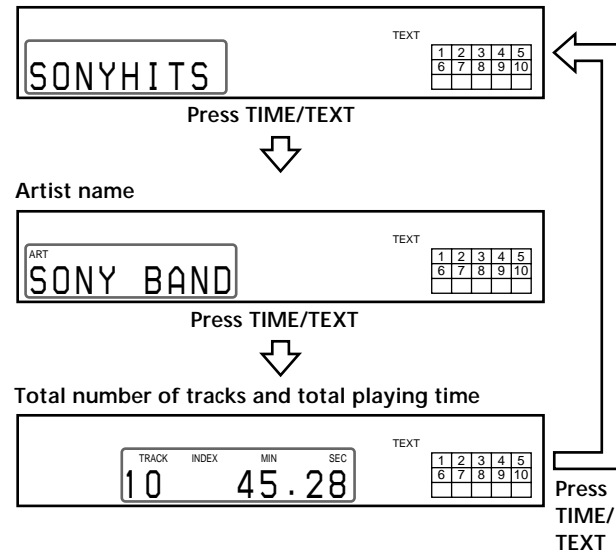 TEXT
1 2 3 4 5
6 7 8 9 10
SONYHITS
Press TIME/TEXT
Artist name
TEXT
ART
1 2 3 4 5
6 7 8 9 10
SONY BAND
Press TIME/TEXT
Total number of tracks and total playing time
TEXT
TRACK INDEX MIN SEC
1 2 3 4 5
6 7 8 9 10
10 45.28
Press
TIME/
TEXT